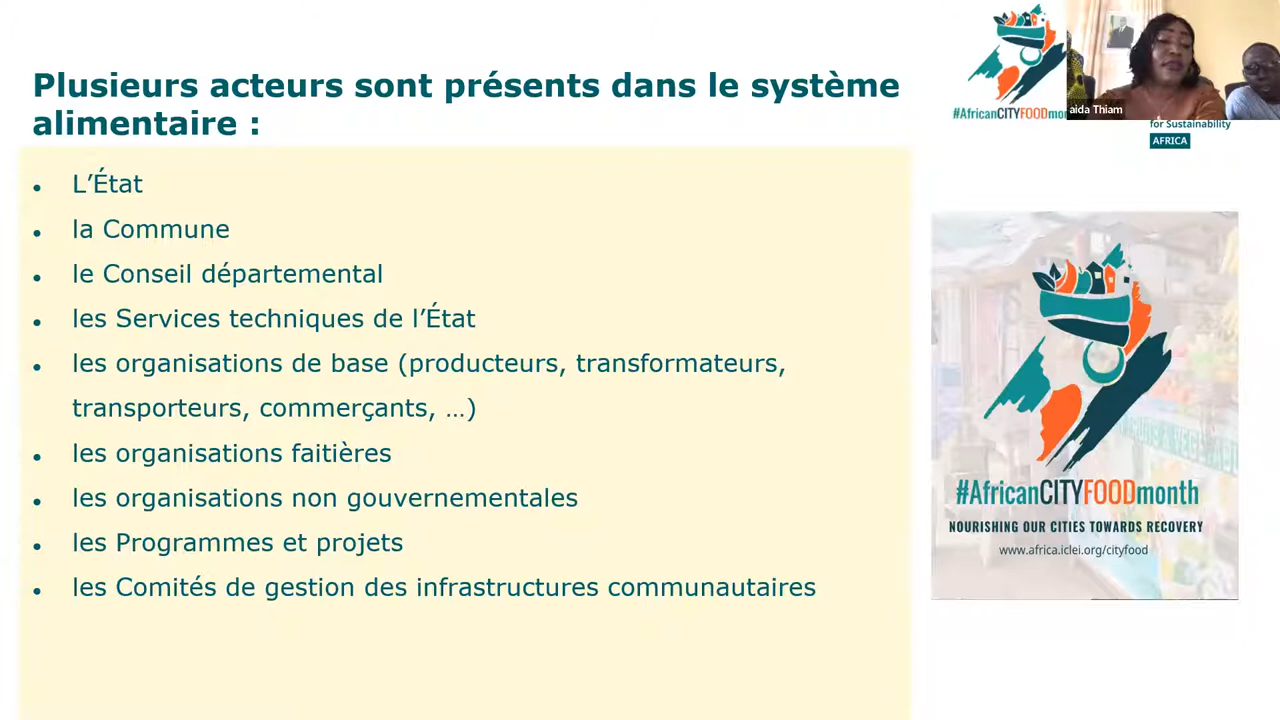 Plusieurs acteurs sont présents dans le système
alimentaire :
• L’État
• la Commune
• le Conseil départemental
• les Services techniques de l’État
• les organisations de base (producteurs, transformateurs,
transporteurs, commerçants, …)
• les organisations faitières
• les organisations non gouvernementales
• les Programmes et projets
• les Comités de gestion des infrastructures communautaires
#AfricanCITYFOODmo
aida Thiam
for Sustainability
AFRICA
#AfricanCITYFOODmonth
NOURISHING OUR CITIES TOWARDS RECOVERY
www.africa.iclei.org/cityfood